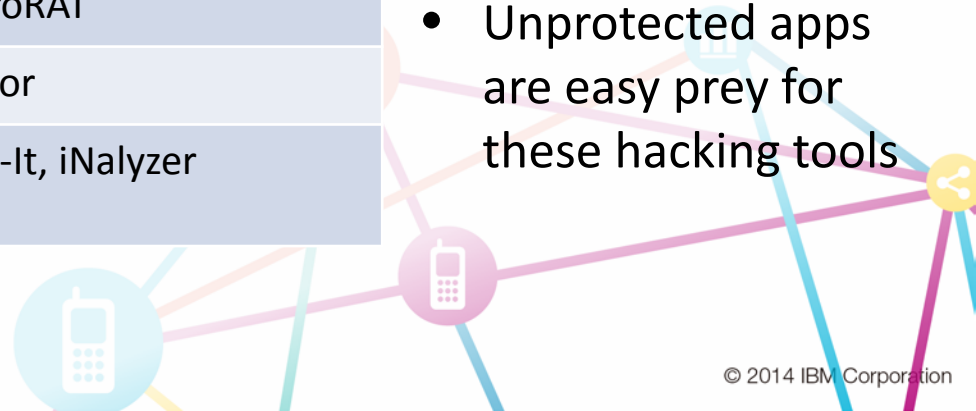 or
-It, iNalyzer
• Unprotected apps
are easy prey for
these hacking tools
© 2014 IBM Corporation